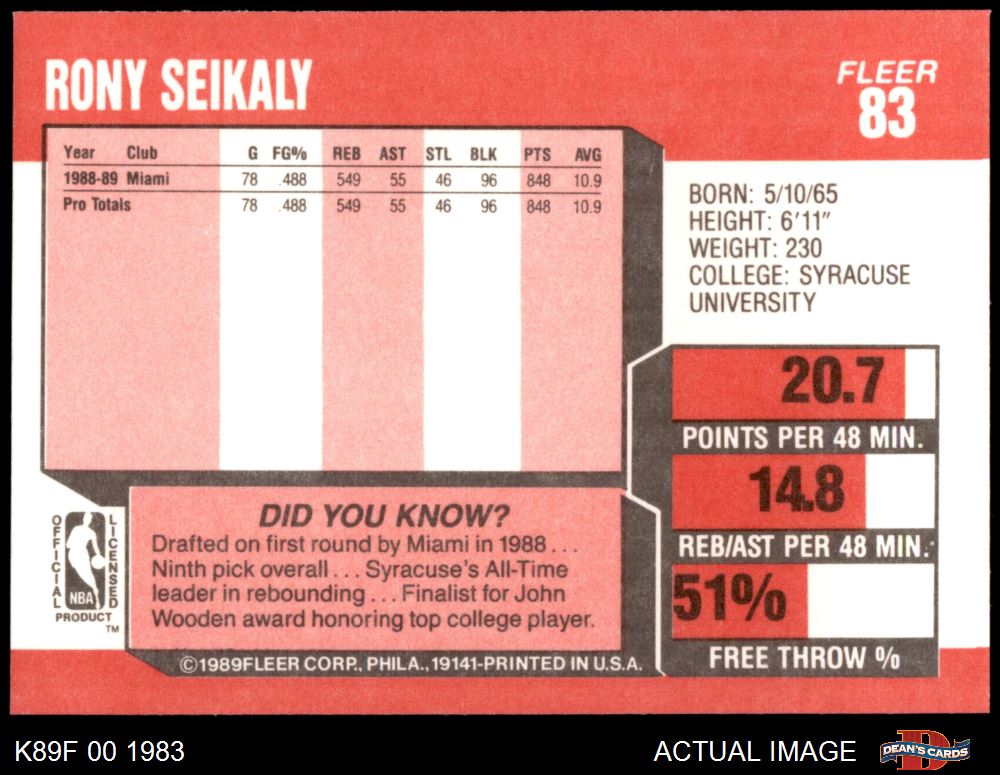 RONY SEIKALY
FLEER
83
Year Club G FG% REB AST STL BLK PTS AVG
1988-89 Miami 78 .488 549 55 46 96 848 10.9
Pro Totals 78 .488 549 55 46 96 848 10.9
BORN: 5/10/65
HEIGHT: 6'11"
WEIGHT: 230
COLLEGE: SYRACUSE
UNIVERSITY
20.7
POINTS PER 48 MIN.
14.8
REB/AST PER 48 MIN.
51%
FREE THROW %
OFFICIAL LICENSED
NBA
PRODUCT
TM
DID YOU KNOW?
Drafted on first round by Miami in 1988 . . .
Ninth pick overall . . . Syracuse's All-Time
leader in rebounding . . . Finalist for John
Wooden award honoring top college player.
©1989FLEER CORP., PHILA., 19141-PRINTED IN U.S.A.
K89F 00 1983
ACTUAL IMAGE
DEAN'S CARDS